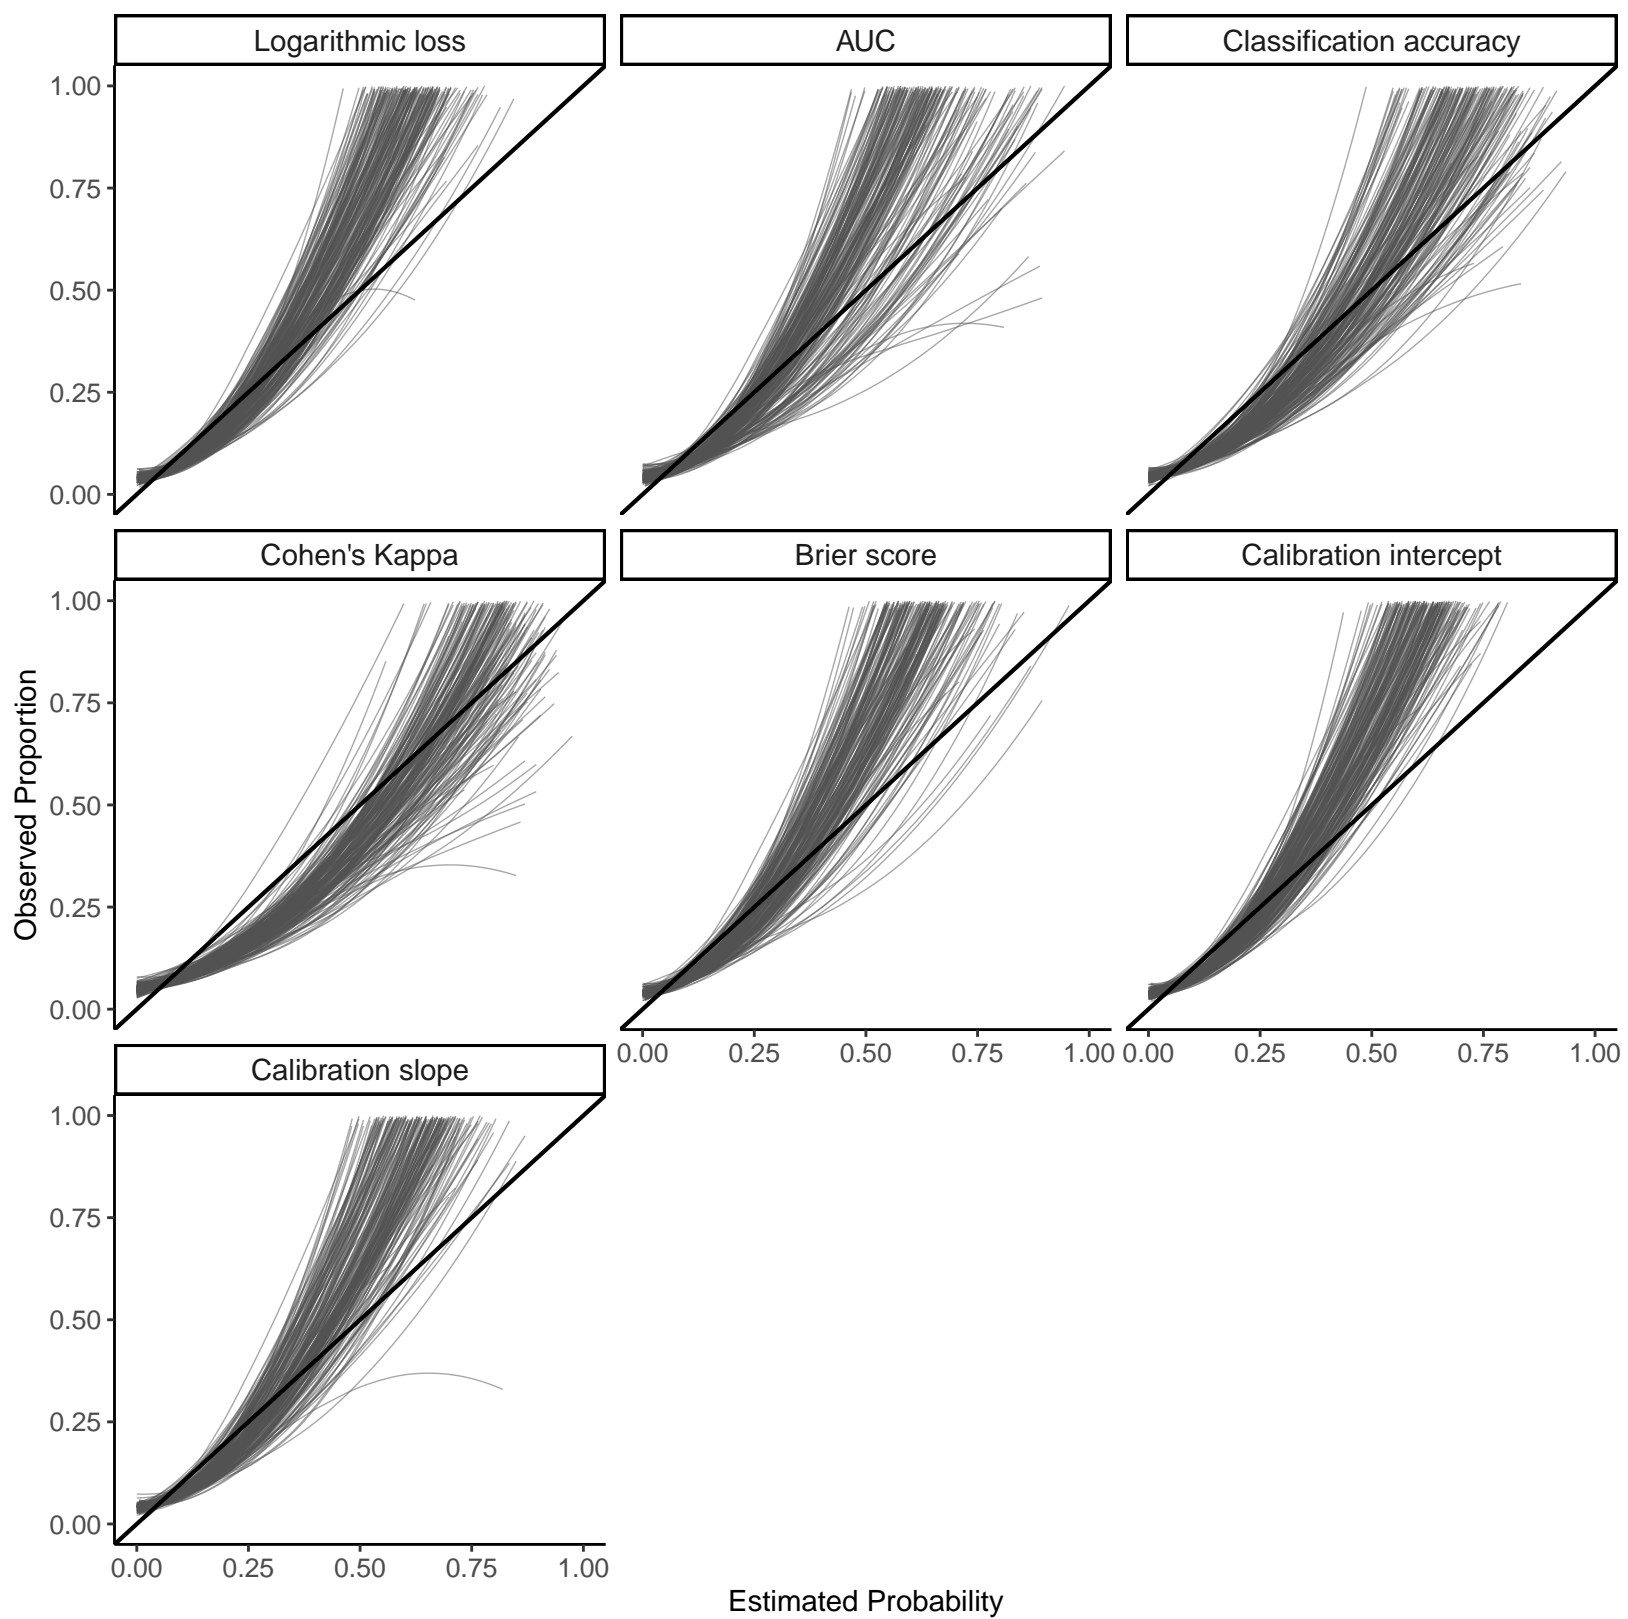 Logarithmic loss
AUC
Classification accuracy
1.00
0.75
0.50
0.25
0.00
Cohen's Kappa
Brier score
Calibration intercept
1.00
0.75
0.50
0.25
0.00
0.00 0.25 0.50 0.75 1.00
0.00 0.25 0.50 0.75 1.00
Calibration slope
1.00
0.75
0.50
0.25
0.00
0.00 0.25 0.50 0.75 1.00
Observed Proportion
Estimated Probability